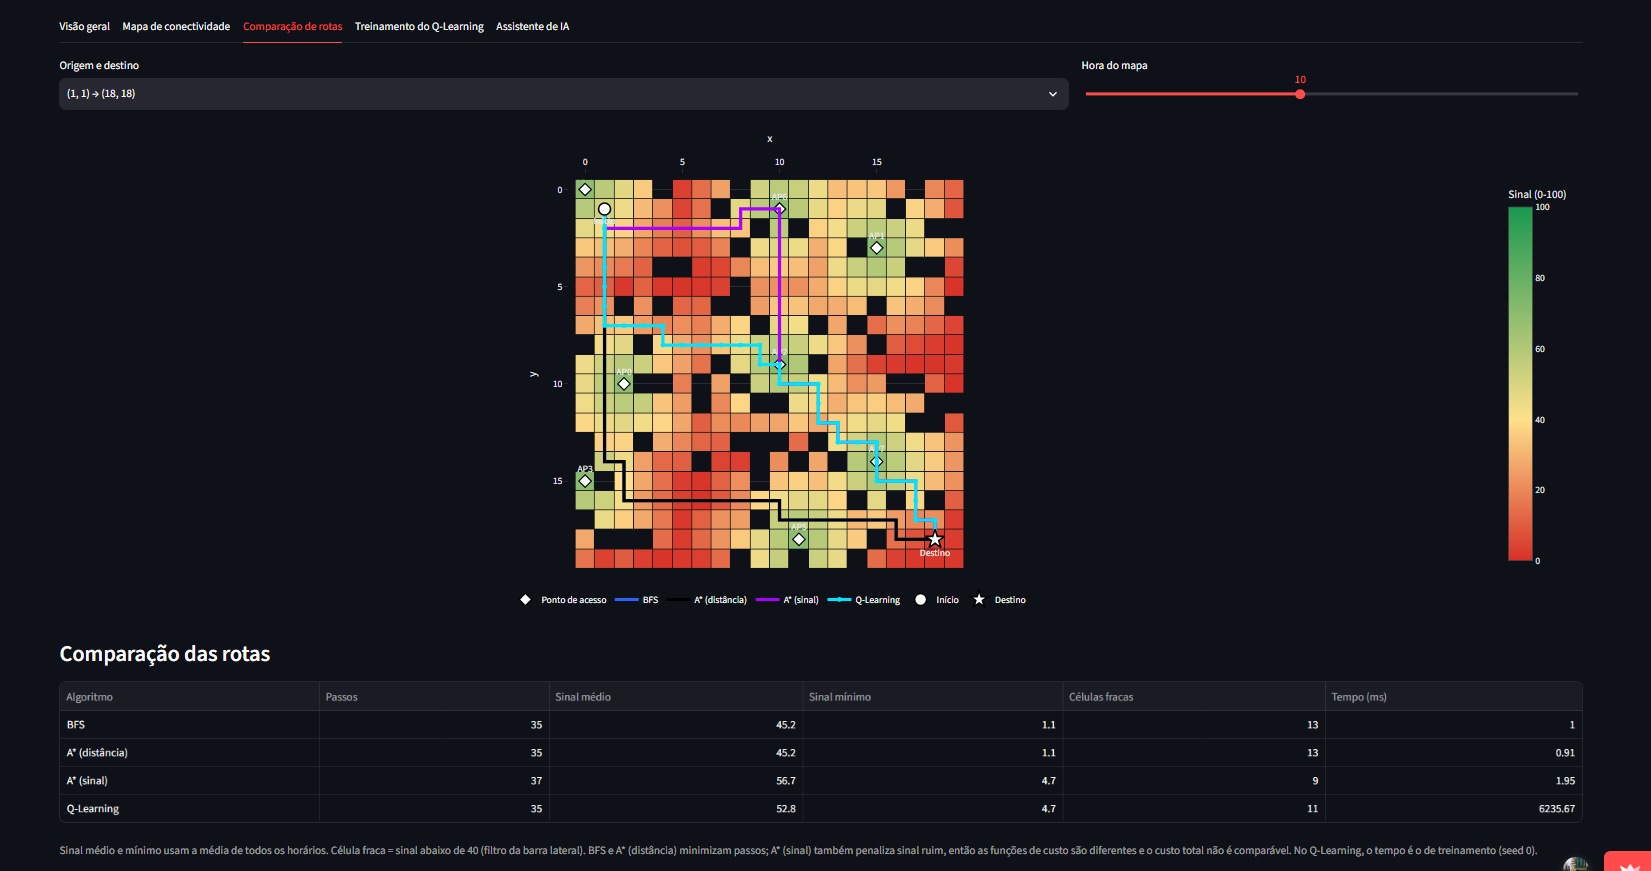 Visão geral Mapa de conectividade Comparação de rotas Treinamento do Q-Learning Assistente de IA
Origem e destino
Hora do mapa
10
(1, 1) → (18, 18)
x
0 5 10 15
Sinal (0-100)
100
80
60
40
20
0
y
0
5
10
15
AP1
AP0
AP3
AP5
Destino
Ponto de acesso BFS A* (distância) A* (sinal) Q-Learning Início Destino
Comparação das rotas
Algoritmo Passos Sinal médio Sinal mínimo Células fracas Tempo (ms)
BFS 35 45.2 1.1 13 1
A* (distância) 35 45.2 1.1 13 0.91
A* (sinal) 37 56.7 4.7 9 1.95
Q-Learning 35 52.8 4.7 11 6235.67
Sinal médio e mínimo usam a média de todos os horários. Célula fraca = sinal abaixo de 40 (filtro da barra lateral). BFS e A* (distância) minimizam passos; A* (sinal) também penaliza sinal ruim, então as funções de custo são diferentes e o custo total não é comparável. No Q-Learning, o tempo é o de treinamento (seed 0).